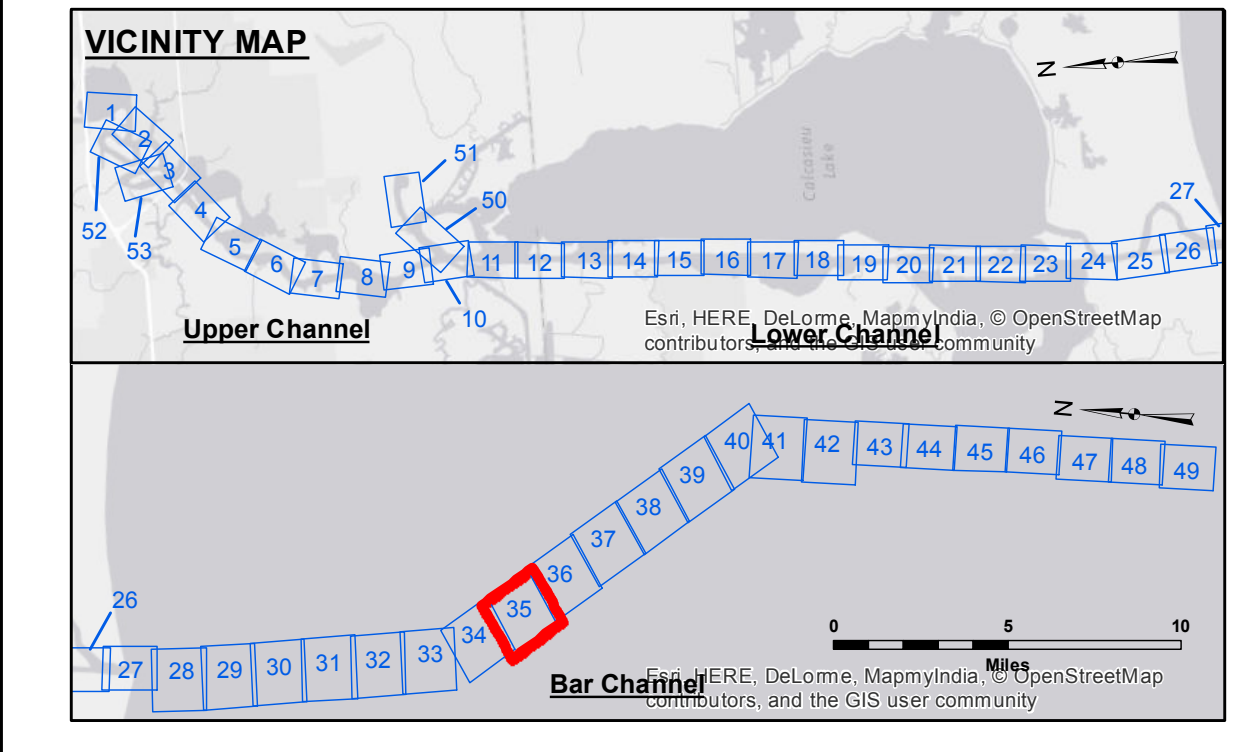 VICINITY MAP
N
1
2
3
4
5
6
7
8
9
10
11 12 13 14 15 16 17 18 19 20 21 22 23 24 25 26
27
50
51
52
53
Calcasieu
Lake
Upper Channel
Lower Channel
Esri, HERE, DeLorme, MapmyIndia, © OpenStreetMap
contributors, and the GIS user community
N
26
27 28 29 30 31 32 33 34 35 36 37 38 39 40 41 42 43 44 45 46 47 48 49
0 5 10
Miles
Bar Channel
Esri, HERE, DeLorme, MapmyIndia, © OpenStreetMap
contributors, and the GIS user community